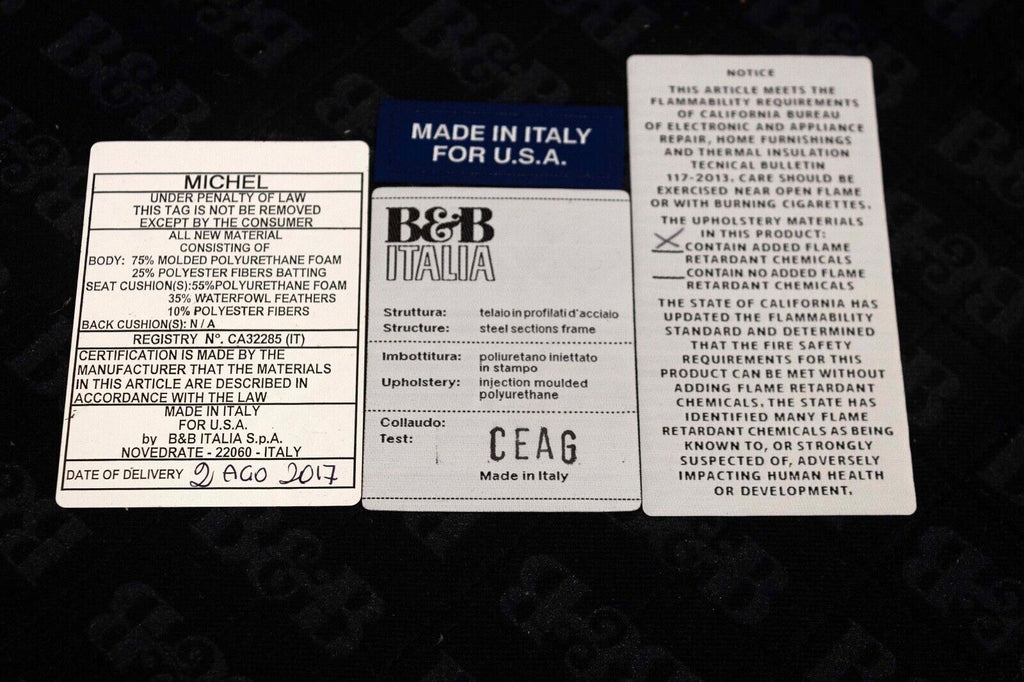 MICHEL
UNDER PENALTY OF LAW
THIS TAG IS NOT BE REMOVED
EXCEPT BY THE CONSUMER
ALL NEW MATERIAL
CONSISTING OF
BODY: 75% MOLDED POLYURETHANE FOAM
25% POLYESTER FIBERS BATTING
SEAT CUSHION(S):55%POLYURETHANE FOAM
35% WATERFOWL FEATHERS
10% POLYESTER FIBERS
BACK CUSHION(S): N / A
REGISTRY N°. CA32285 (IT)
CERTIFICATION IS MADE BY THE
MANUFACTURER THAT THE MATERIALS
IN THIS ARTICLE ARE DESCRIBED IN
ACCORDANCE WITH THE LAW
MADE IN ITALY
FOR U.S.A.
by B&B ITALIA S.p.A.
NOVEDRATE - 22060 - ITALY
DATE OF DELIVERY 2 AGO 2017
MADE IN ITALY
FOR U.S.A.
B&B
ITALIA
Struttura: telaio in profilati d'acciaio
Structure: steel sections frame
Imbottitura: poliuretano iniettato
in stampo
Upholstery: injection moulded
polyurethane
Collaudo:
Test: CEAG
Made in Italy
NOTICE
THIS ARTICLE MEETS THE
FLAMMABILITY REQUIREMENTS
OF CALIFORNIA BUREAU
OF ELECTRONIC AND APPLIANCE
REPAIR, HOME FURNISHINGS
AND THERMAL INSULATION
TECNICAL BULLETIN
117-2013. CARE SHOULD BE
EXERCISED NEAR OPEN FLAME
OR WITH BURNING CIGARETTES.
THE UPHOLSTERY MATERIALS
IN THIS PRODUCT:
X CONTAIN ADDED FLAME
RETARDANT CHEMICALS
___CONTAIN NO ADDED FLAME
RETARDANT CHEMICALS
THE STATE OF CALIFORNIA HAS
UPDATED THE FLAMMABILITY
STANDARD AND DETERMINED
THAT THE FIRE SAFETY
REQUIREMENTS FOR THIS
PRODUCT CAN BE MET WITHOUT
ADDING FLAME RETARDANT
CHEMICALS. THE STATE HAS
IDENTIFIED MANY FLAME
RETARDANT CHEMICALS AS BEING
KNOWN TO, OR STRONGLY
SUSPECTED OF, ADVERSELY
IMPACTING HUMAN HEALTH
OR DEVELOPMENT.